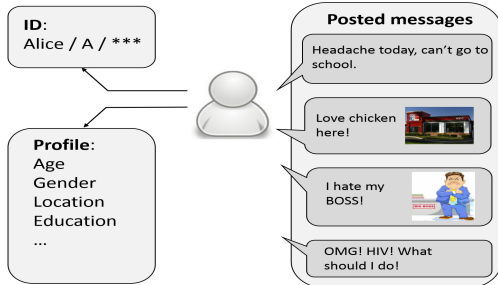 ID:
Alice / A / ***
Profile:
Age
Gender
Location
Education
...
Posted messages
Headache today, can't go to
school.
Love chicken
here!
I hate my
BOSS!
OMG! HIV! What
should I do!